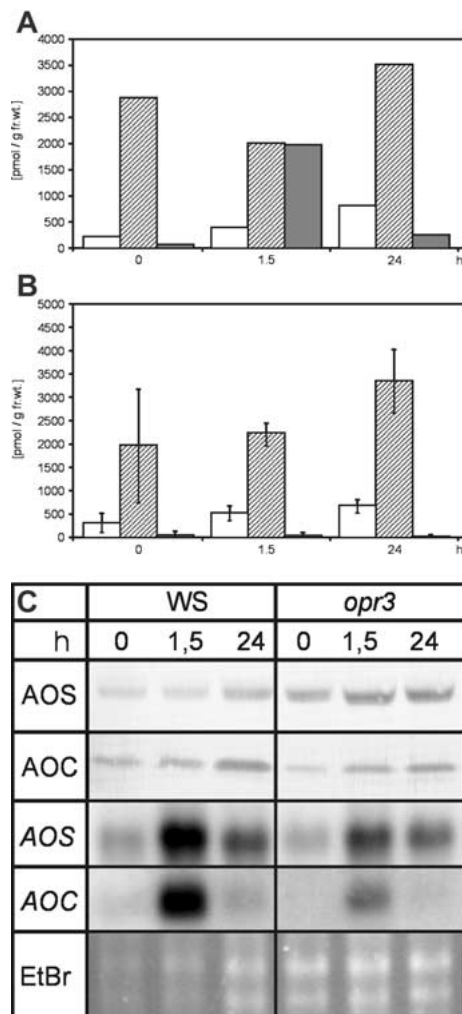 A
[pmol / g fr.wt.]
4000
3500
3000
2500
2000
1500
1000
500
0
0 1.5 24 h
B
[pmol / g fr.wt.]
5000
4500
4000
3500
3000
2500
2000
1500
1000
500
0
0 1.5 24 h
C WS opr3
h 0 1,5 24 0 1,5 24
AOS
AOC
AOS
AOC
EtBr